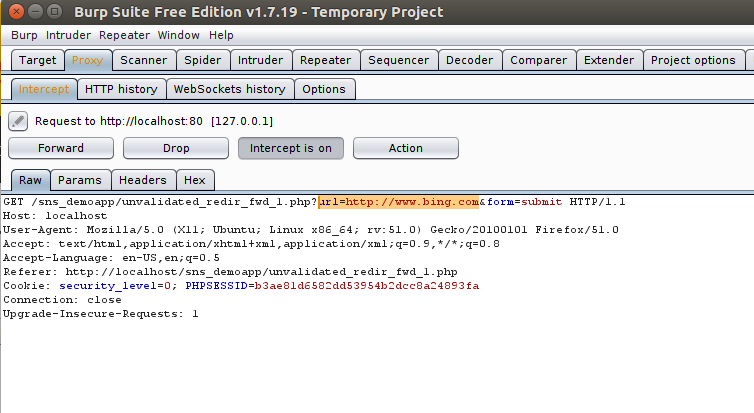 Burp Suite Free Edition v1.7.19 - Temporary Project
Burp Intruder Repeater Window Help
Target Proxy Scanner Spider Intruder Repeater Sequencer Decoder Comparer Extender Project options
Intercept HTTP history WebSockets history Options
Request to http://localhost:80 [127.0.0.1]
Forward Drop Intercept is on Action
Raw Params Headers Hex
GET /sns_demoapp/unvalidated_redir_fwd_1.php?url=http://www.bing.com&form=submit HTTP/1.1
Host: localhost
User-Agent: Mozilla/5.0 (X11; Ubuntu; Linux x86_64; rv:51.0) Gecko/20100101 Firefox/51.0
Accept: text/html,application/xhtml+xml,application/xml;q=0.9,*/*;q=0.8
Accept-Language: en-US,en;q=0.5
Referer: http://localhost/sns_demoapp/unvalidated_redir_fwd_1.php
Cookie: security_level=0; PHPSESSID=b3ae81d6582dd53954b2dcc8a24893fa
Connection: close
Upgrade-Insecure-Requests: 1